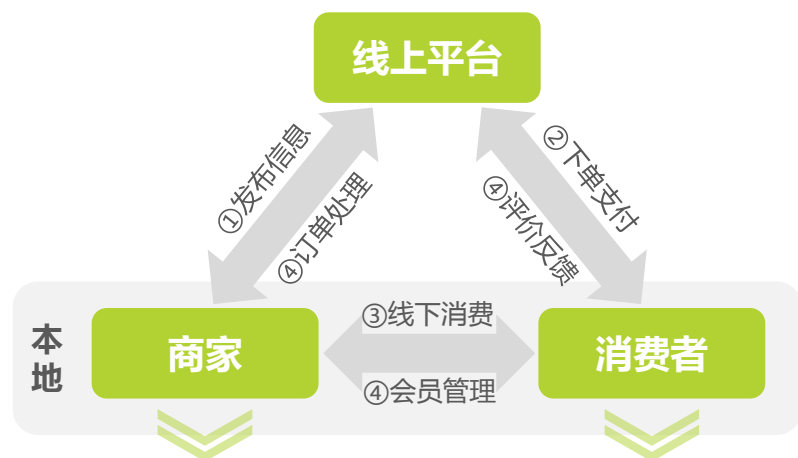 线上平台
①发布信息
④订单处理
②下单支付
④评价反馈
本地
商家
③线下消费
④会员管理
消费者